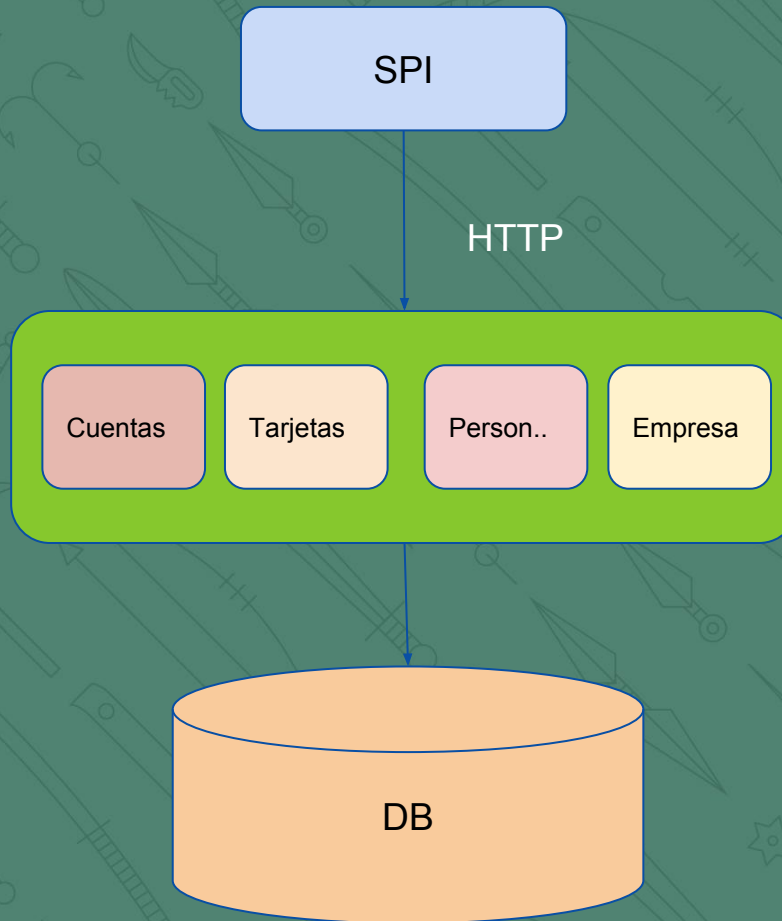 SPI
HTTP
Cuentas
Tarjetas
Person..
Empresa
DB